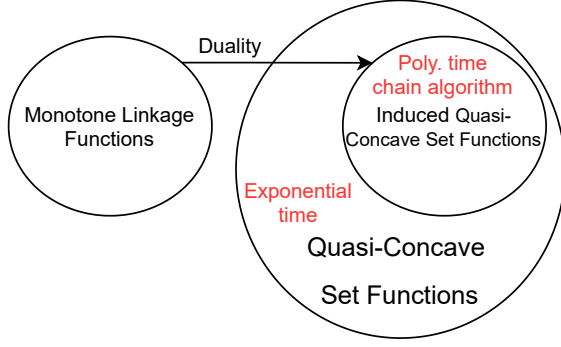 Duality
Monotone Linkage
Functions
Poly. time
chain algorithm
Induced Quasi-
Concave Set Functions
Exponential
time
Quasi-Concave
Set Functions